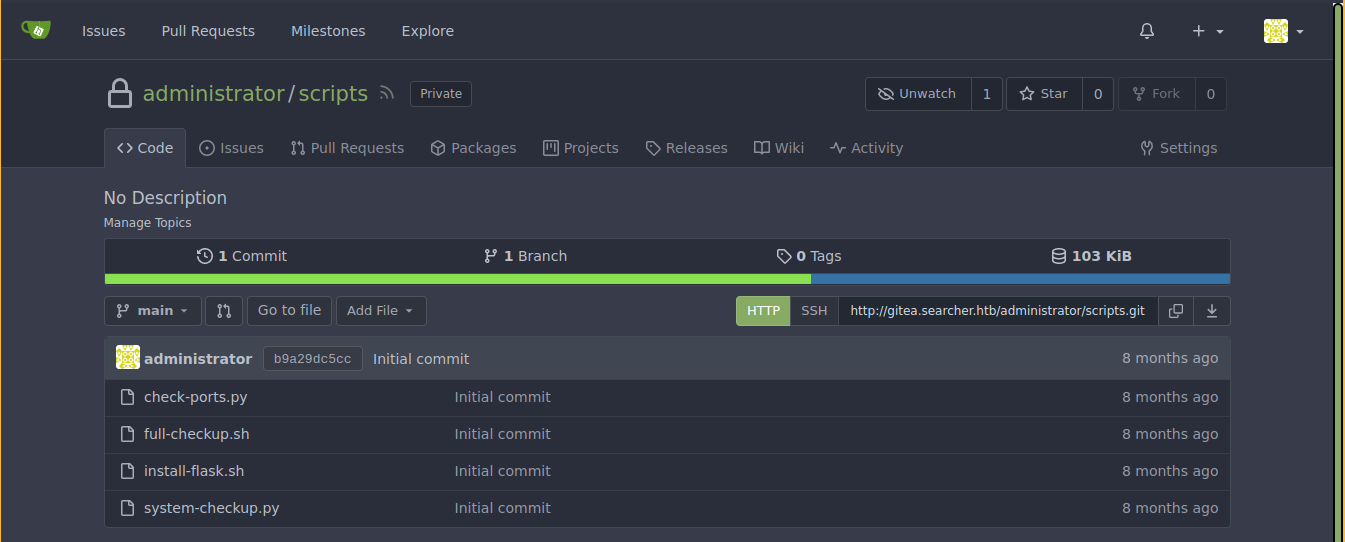 Issues Pull Requests Milestones Explore
administrator/scripts Private Unwatch 1 Star 0 Fork 0
Code Issues Pull Requests Packages Projects Releases Wiki Activity Settings
No Description
Manage Topics
1 Commit 1 Branch 0 Tags 103 KiB
main Go to file Add File HTTP SSH http://gitea.searcher.htb/administrator/scripts.git
administrator b9a29dc5cc Initial commit 8 months ago
check-ports.py Initial commit 8 months ago
full-checkup.sh Initial commit 8 months ago
install-flask.sh Initial commit 8 months ago
system-checkup.py Initial commit 8 months ago